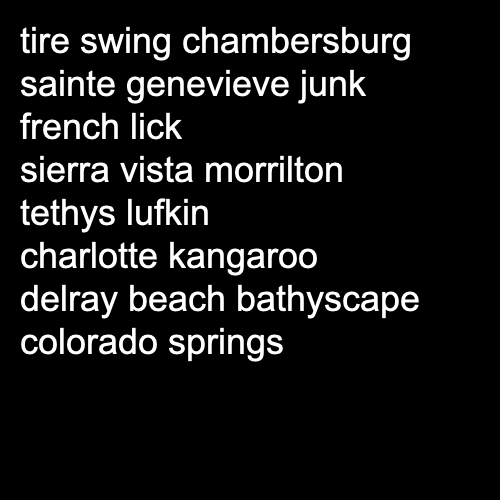 tire swing chambersburg
sainte genevieve junk
french lick
sierra vista morrilton
tethys lufkin
charlotte kangaroo
delray beach bathyscape
colorado springs